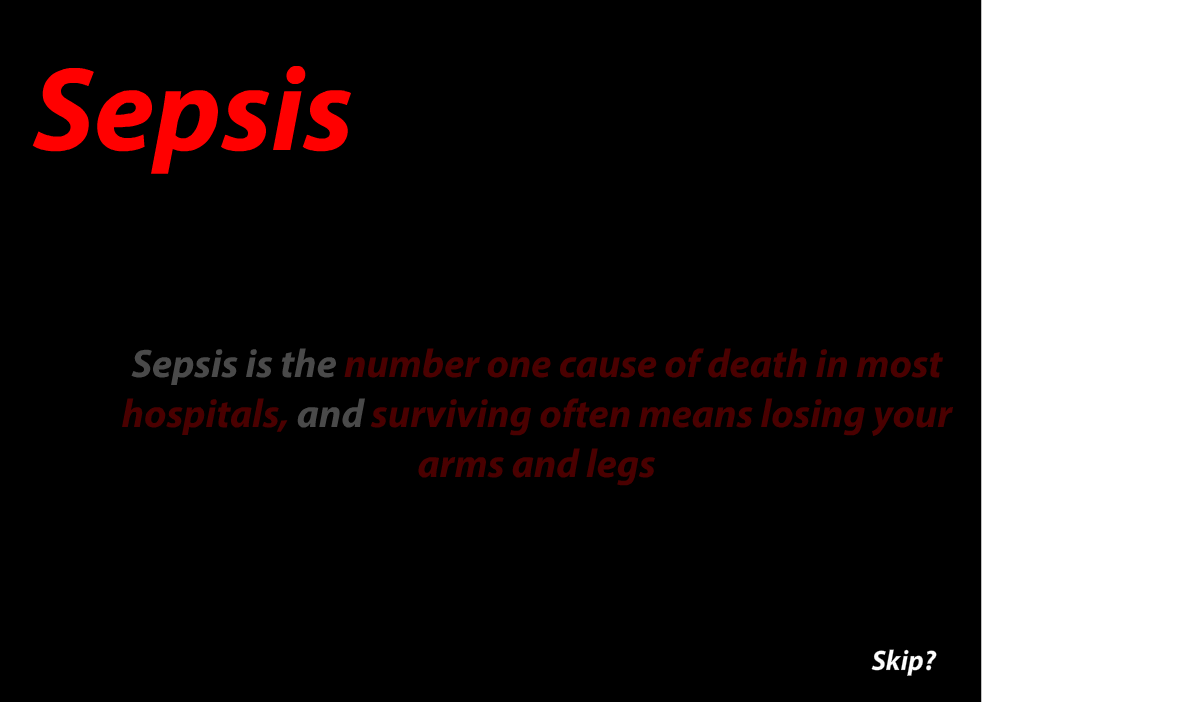 Sepsis
Sepsis is the number one cause of death in most
hospitals, and surviving often means losing your
arms and legs
Skip?